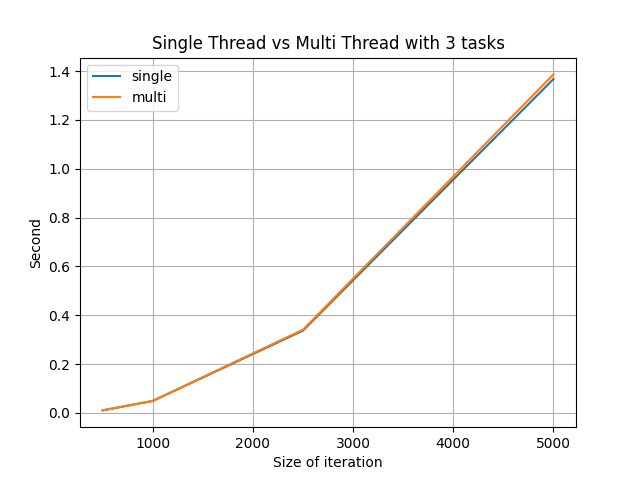 Single Thread vs Multi Thread with 3 tasks
single
multi
1.4
1.2
1.0
0.8
0.6
0.4
0.2
0.0
Second
1000 2000 3000 4000 5000
Size of iteration